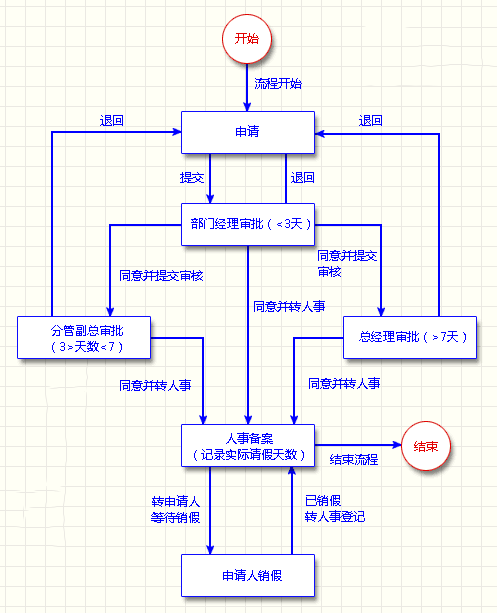 开始
流程开始
退回
退回
申请
提交
退回
部门经理审批（<3天）
同意并提交审核
同意并提交
审核
同意并转人事
分管副总审批
（3>天数<7）
总经理审批（>7天）
同意并转人事
同意并转人事
人事备案
（记录实际请假天数）
结束
结束流程
转申请人
等待销假
已销假
转人事登记
申请人销假